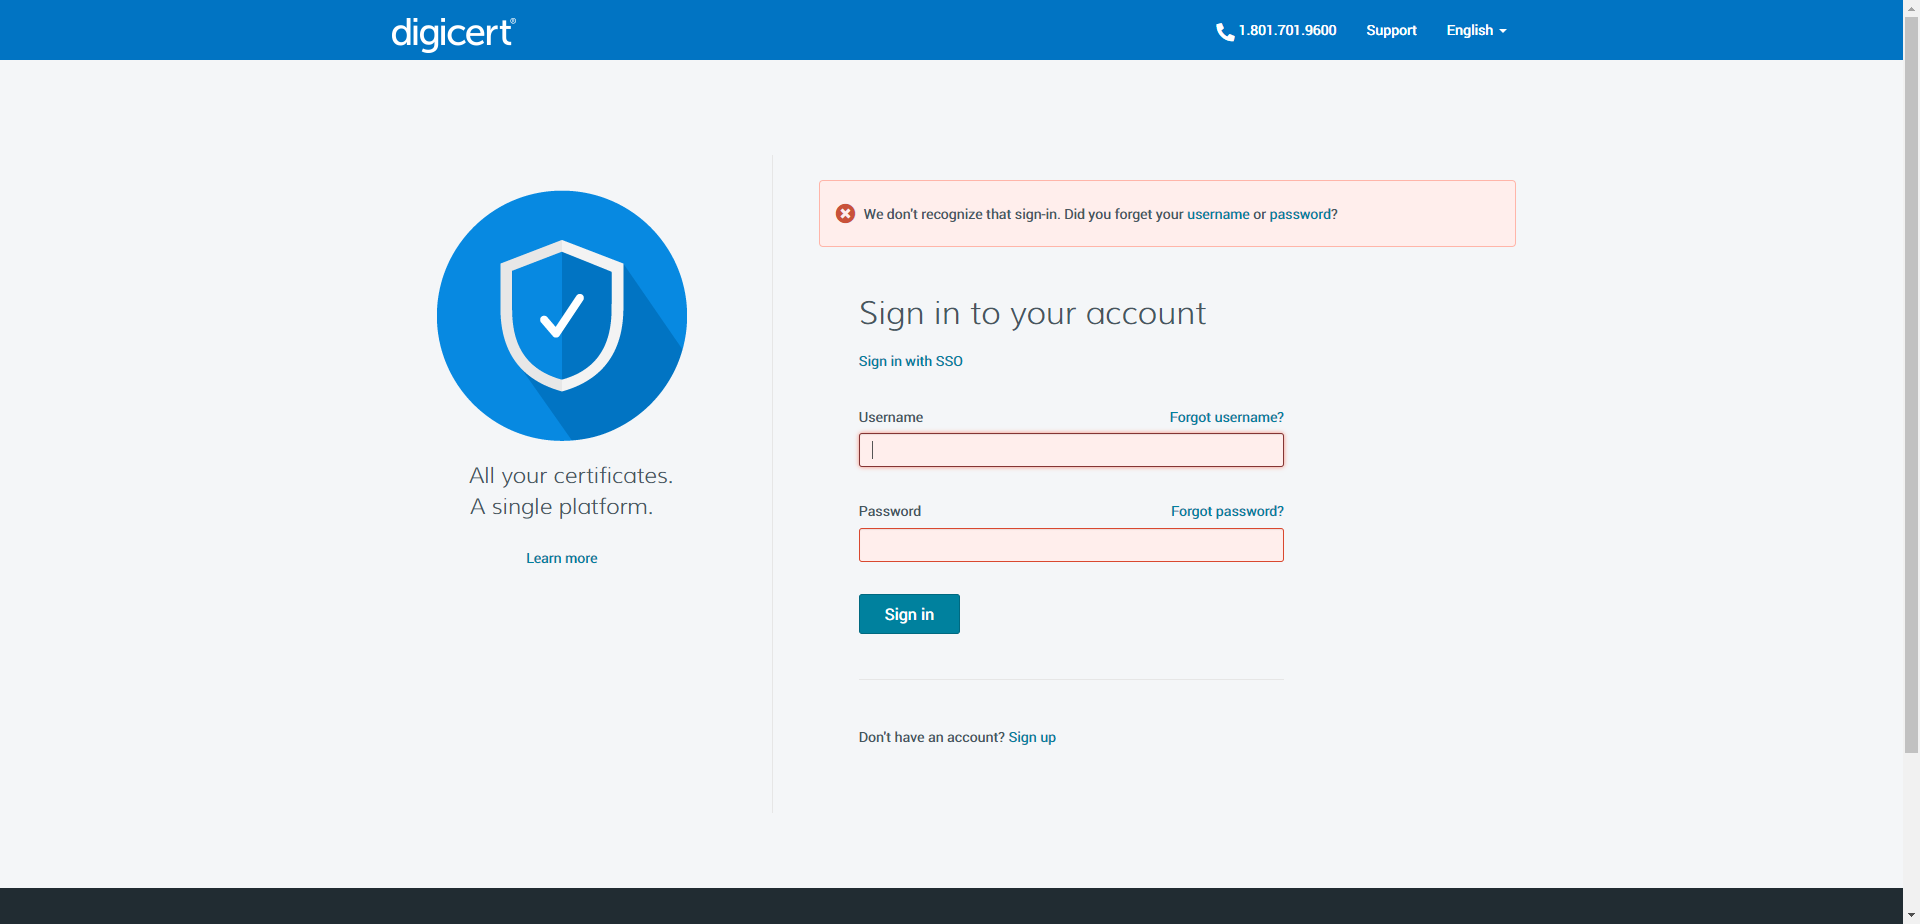 digicert®
1.801.701.9600
Support
English
We don't recognize that sign-in. Did you forget your username or password?
Sign in to your account
Sign in with SSO
Username
Forgot username?
Password
Forgot password?
Sign in
Don't have an account? Sign up
All your certificates.
A single platform.
Learn more